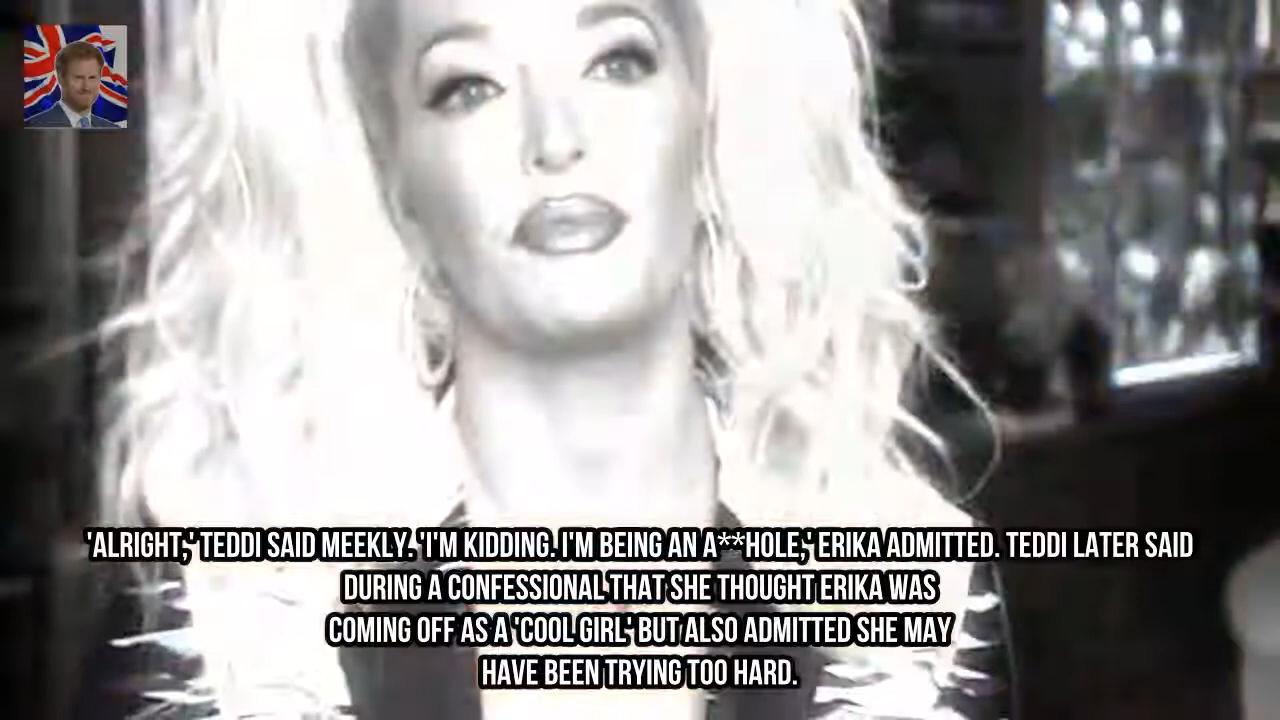 'ALRIGHT,' TEDDI SAID MEEKLY. 'I'M KIDDING. I'M BEING AN A**HOLE,' ERIKA ADMITTED. TEDDI LATER SAID
DURING A CONFESSIONAL THAT SHE THOUGHT ERIKA WAS
COMING OFF AS A 'COOL GIRL' BUT ALSO ADMITTED SHE MAY
HAVE BEEN TRYING TOO HARD.